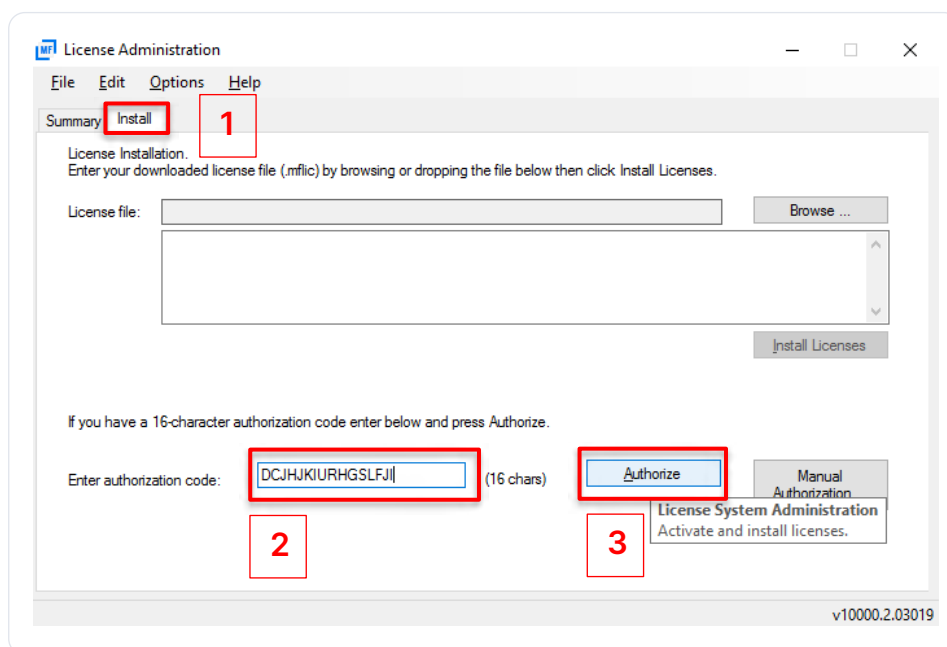 MF License Administration
File Edit Options Help
Summary Install 1
License Installation.
Enter your downloaded license file (.mflic) by browsing or dropping the file below then click Install Licenses.
License file: Browse ...
Install Licenses
If you have a 16-character authorization code enter below and press Authorize.
Enter authorization code: DCJHJKIURHGSLFJI (16 chars) Authorize Manual
Authorization
License System Administration
Activate and install licenses.
2 3
v10000.2.03019